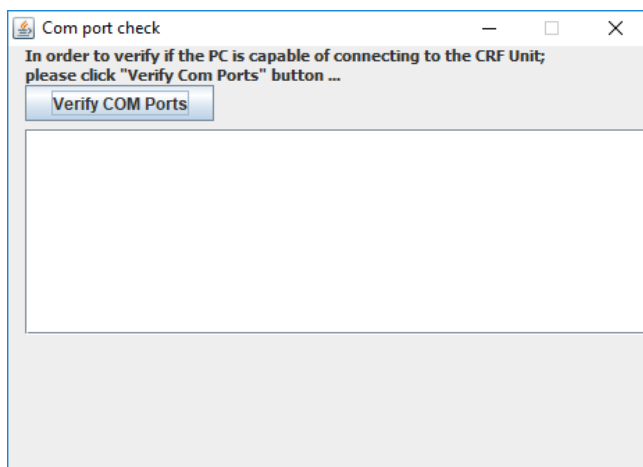 Com port check
In order to verify if the PC is capable of connecting to the CRF Unit;
please click "Verify Com Ports" button ...
Verify COM Ports